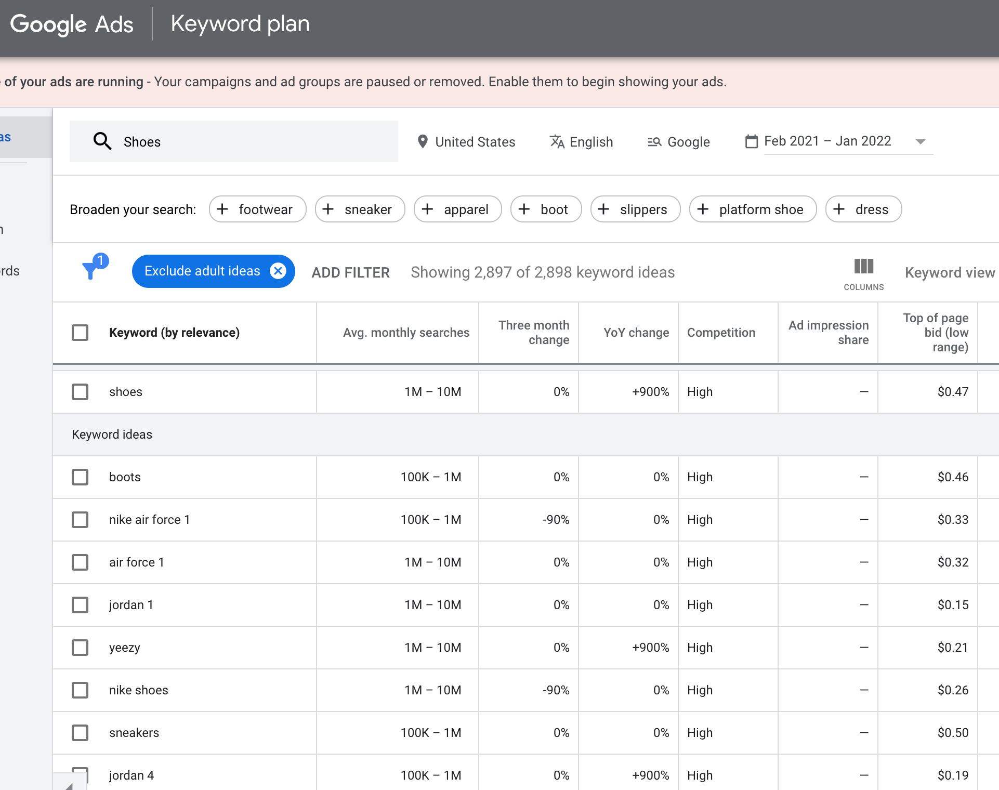 Google Ads Keyword plan
of your ads are running - Your campaigns and ad groups are paused or removed. Enable them to begin showing your ads.
Shoes United States English Google Feb 2021 – Jan 2022
Broaden your search: + footwear + sneaker + apparel + boot + slippers + platform shoe + dress
1 Exclude adult ideas ADD FILTER Showing 2,897 of 2,898 keyword ideas COLUMNS Keyword view
Keyword (by relevance) Avg. monthly searches Three month change YoY change Competition Ad impression share Top of page bid (low range)
shoes 1M – 10M 0% +900% High — $0.47
Keyword ideas
boots 100K – 1M 0% 0% High — $0.46
nike air force 1 100K – 1M -90% 0% High — $0.33
air force 1 1M – 10M 0% 0% High — $0.32
jordan 1 1M – 10M 0% 0% High — $0.15
yeezy 1M – 10M 0% +900% High — $0.21
nike shoes 1M – 10M -90% 0% High — $0.26
sneakers 100K – 1M 0% 0% High — $0.50
jordan 4 100K – 1M 0% +900% High — $0.19